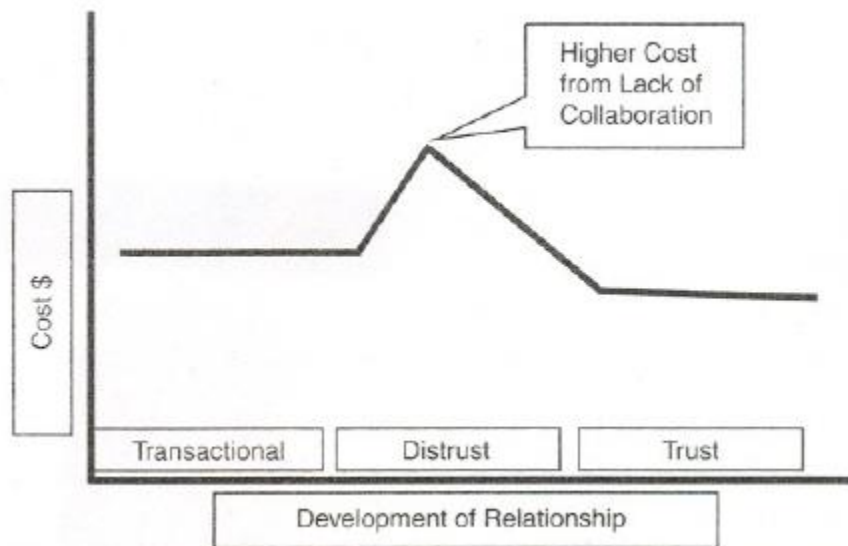 Higher Cost
from Lack of
Collaboration
Cost $
Transactional
Distrust
Trust
Development of Relationship